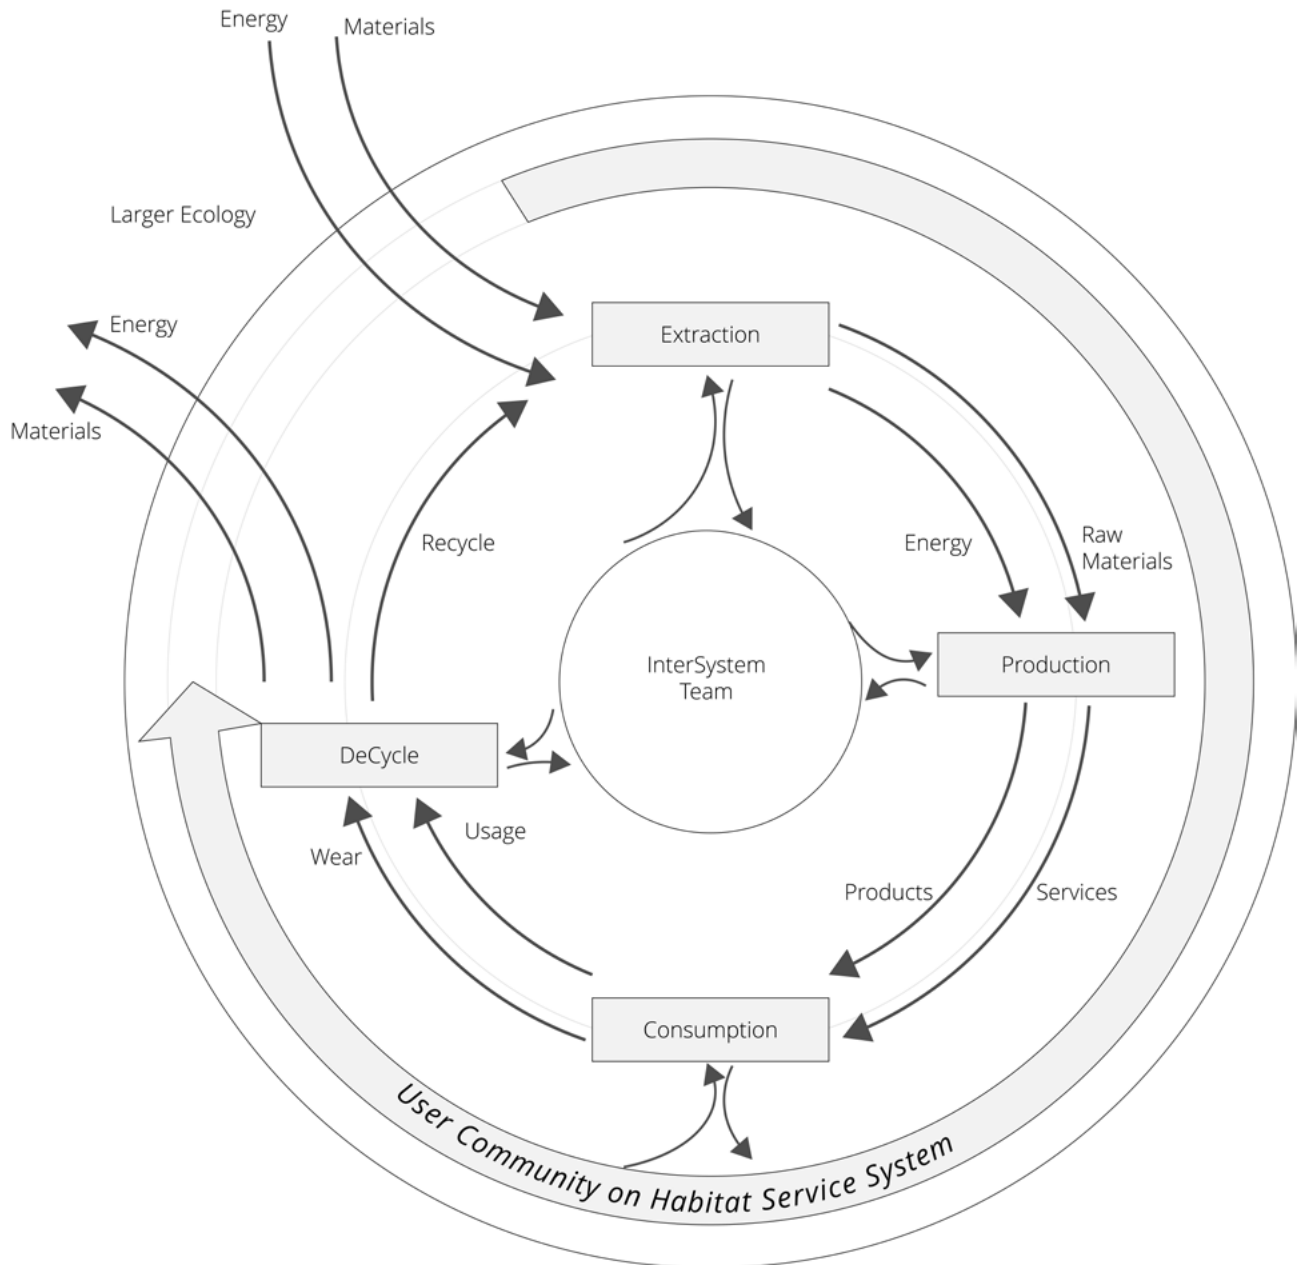 Energy
Materials
Larger Ecology
Energy
Materials
Extraction
Recycle
Energy
Raw
Materials
InterSystem
Team
Production
DeCycle
Usage
Wear
Products
Services
Consumption
User Community on Habitat Service System